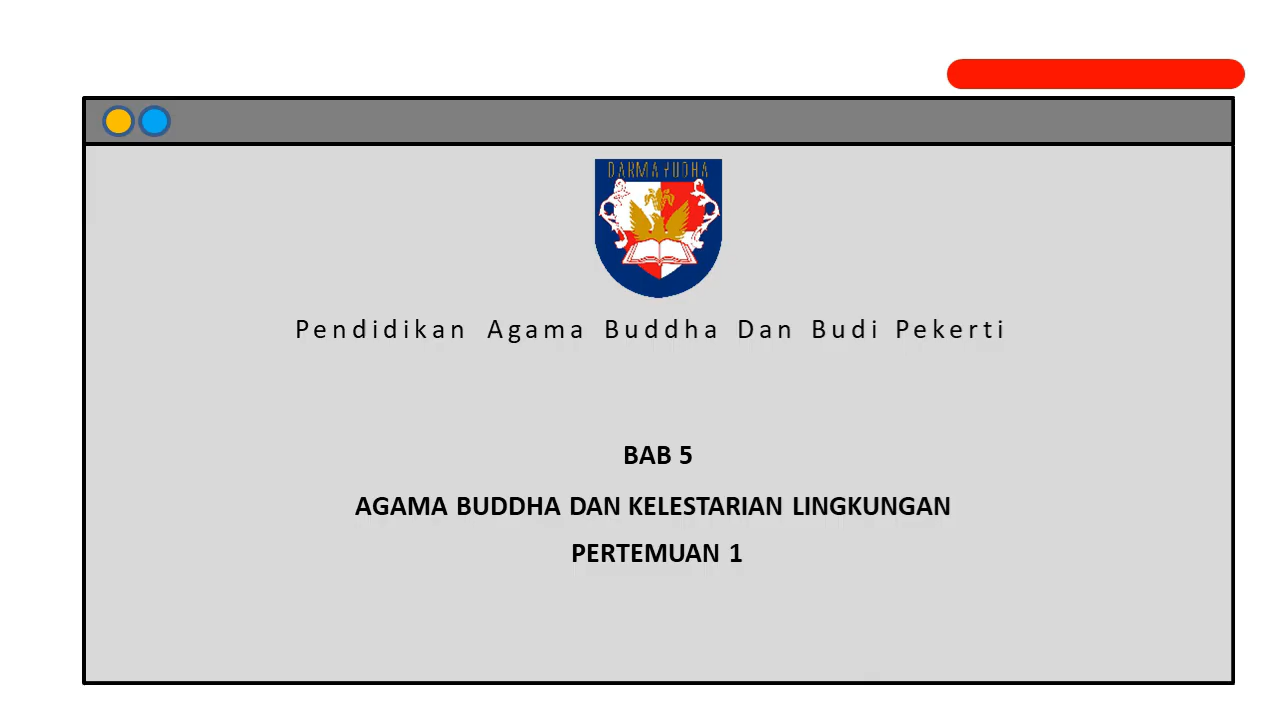 DARMA YUDHA
Pendidikan Agama Buddha Dan Budi Pekerti
BAB 5
AGAMA BUDDHA DAN KELESTARIAN LINGKUNGAN
PERTEMUAN 1